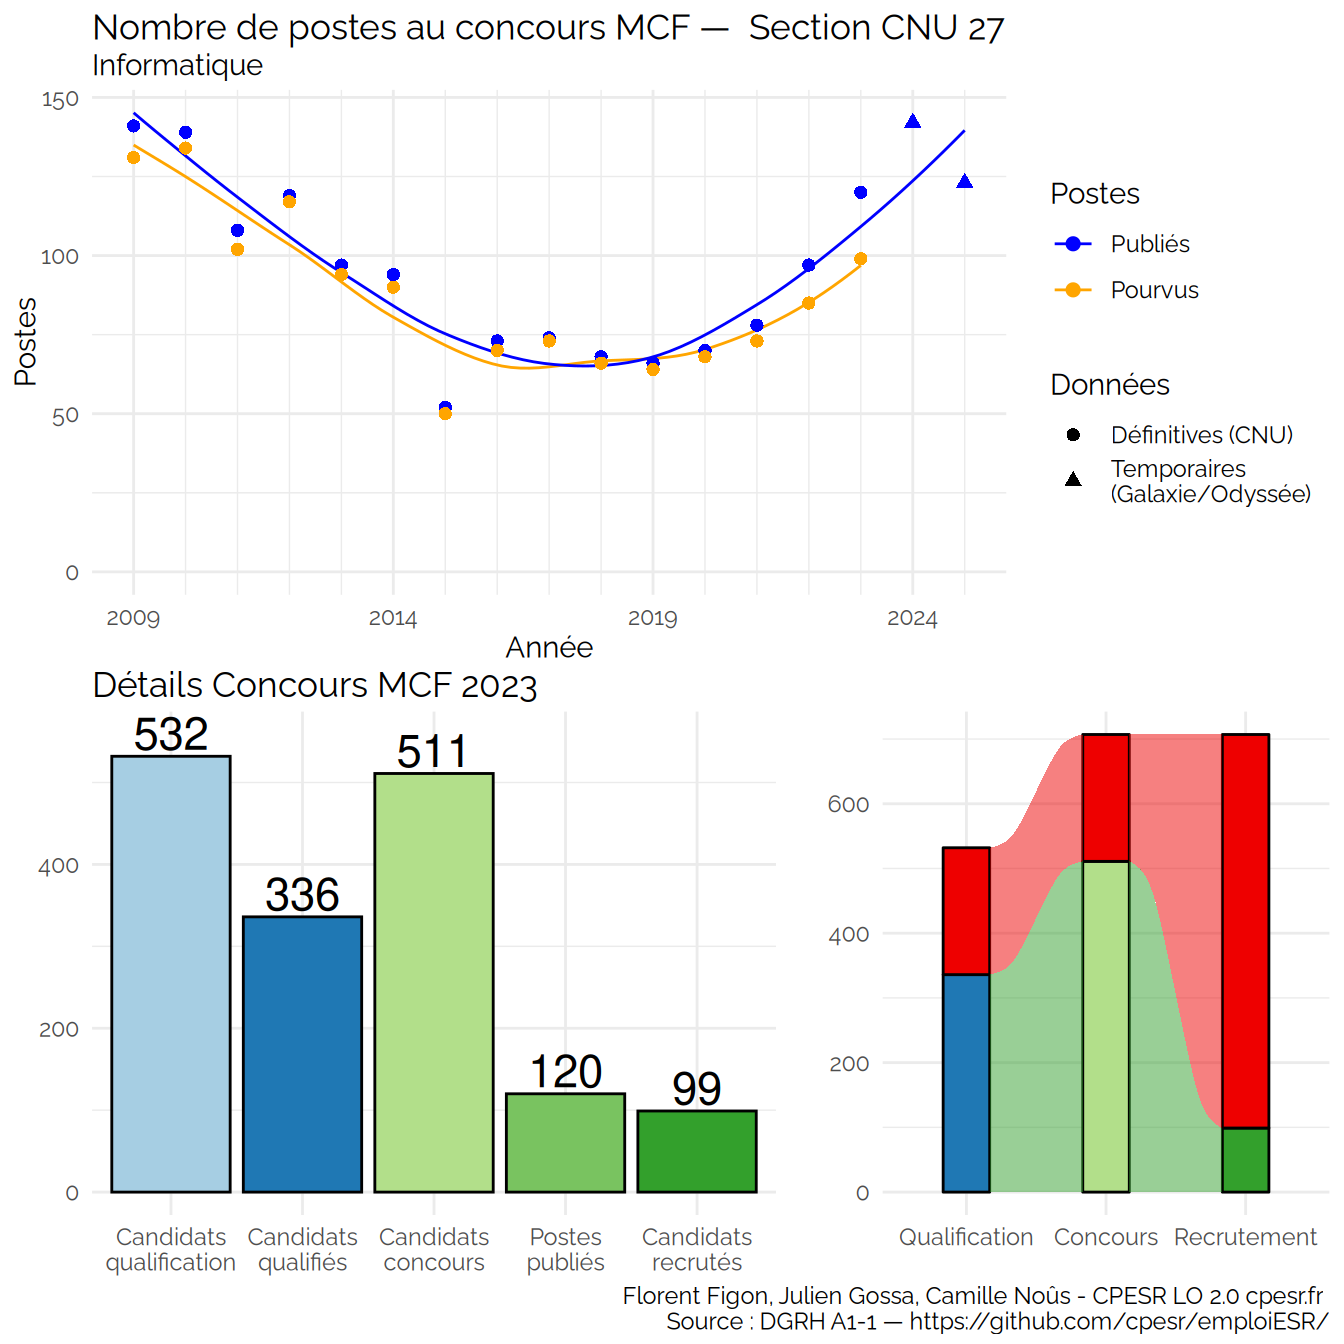 Nombre de postes au concours MCF — Section CNU 27
Informatique
150
100
50
0
Postes
2009 2014 2019 2024
Année
Postes
Publiés
Pourvus
Données
Définitives (CNU)
Temporaires
(Galaxie/Odyssée)
Détails Concours MCF 2023
532
336
511
120
99
400
200
0
Candidats qualification
Candidats qualifiés
Candidats concours
Postes publiés
Candidats recrutés
600
400
200
0
Qualification Concours Recrutement
Florent Figon, Julien Gossa, Camille Noûs - CPESR LO 2.0 cpesr.fr
Source : DGRH A1-1 — https://github.com/cpesr/emploiESR/